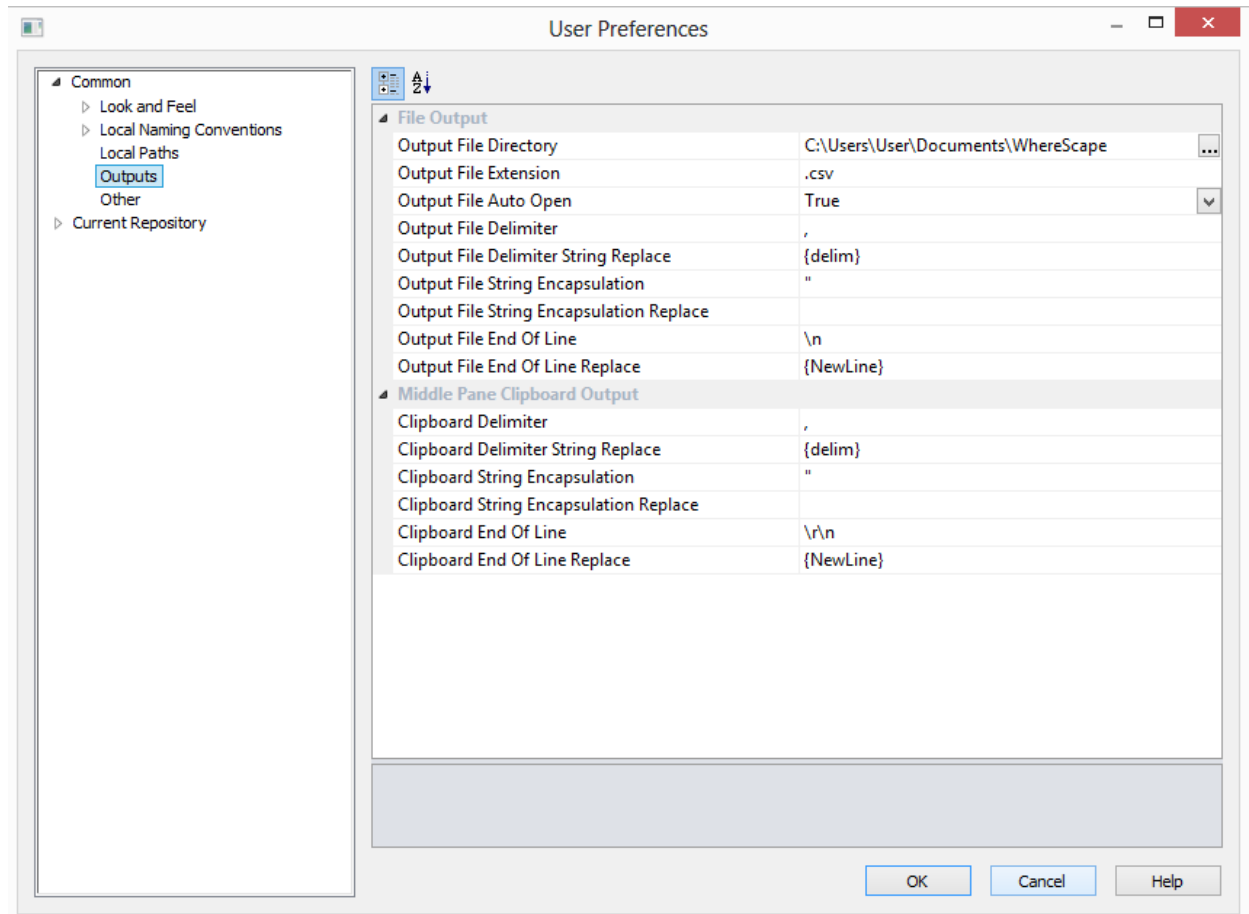 User Preferences
Common
Look and Feel
Local Naming Conventions
Local Paths
Outputs
Other
Current Repository
File Output
Output File Directory C:\Users\User\Documents\WhereScape ...
Output File Extension .csv
Output File Auto Open True
Output File Delimiter ,
Output File Delimiter String Replace {delim}
Output File String Encapsulation "
Output File String Encapsulation Replace
Output File End Of Line \n
Output File End Of Line Replace {NewLine}
Middle Pane Clipboard Output
Clipboard Delimiter ,
Clipboard Delimiter String Replace {delim}
Clipboard String Encapsulation "
Clipboard String Encapsulation Replace
Clipboard End Of Line \r\n
Clipboard End Of Line Replace {NewLine}
OK Cancel Help